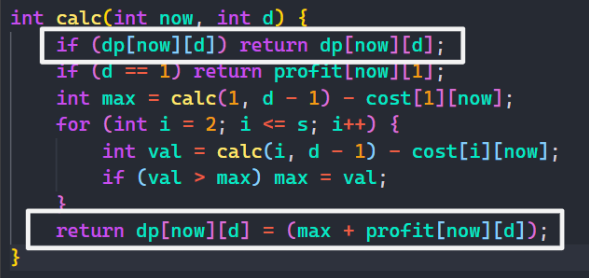 int calc(int now, int d) {
if (dp[now][d]) return dp[now][d];
if (d == 1) return profit[now][1];
int max = calc(1, d - 1) - cost[1][now];
for (int i = 2; i <= s; i++) {
int val = calc(i, d - 1) - cost[i][now];
if (val > max) max = val;
}
return dp[now][d] = (max + profit[now][d]);
}